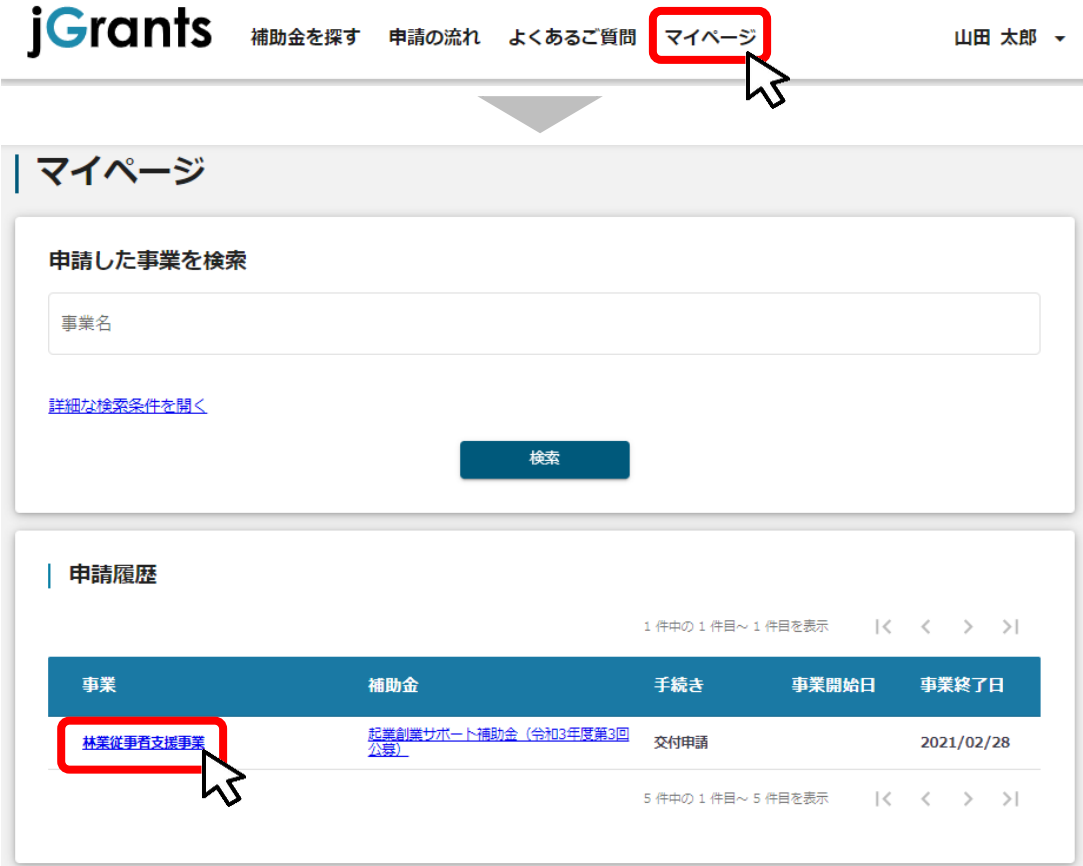 jGrants 補助金を探す 申請の流れ よくあるご質問 マイページ 山田 太郎
マイページ
申請した事業を検索
事業名
詳細な検索条件を開く
検索
申請履歴
1 件中の 1 件目~ 1 件目を表示
事業 補助金 手続き 事業開始日 事業終了日
林業従事者支援事業 起業創業サポート補助金（令和3年度第3回
公募） 交付申請 2021/02/28
5 件中の 1 件目~ 5 件目を表示